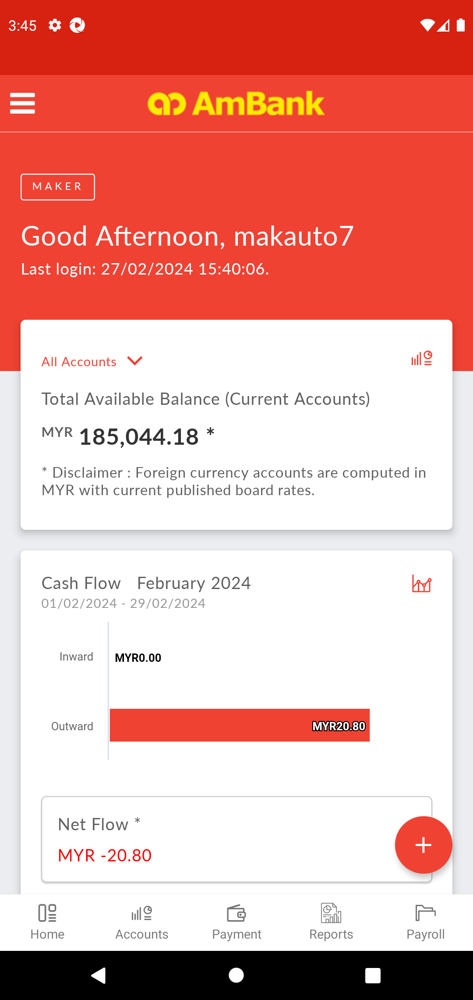 3:45
AmBank
MAKER
Good Afternoon, makauto7
Last login: 27/02/2024 15:40:06.
All Accounts
Total Available Balance (Current Accounts)
MYR 185,044.18 *
* Disclaimer : Foreign currency accounts are computed in
MYR with current published board rates.
Cash Flow February 2024
01/02/2024 - 29/02/2024
Inward MYR0.00
Outward MYR20.80
Net Flow *
MYR -20.80
+
Home Accounts Payment Reports Payroll